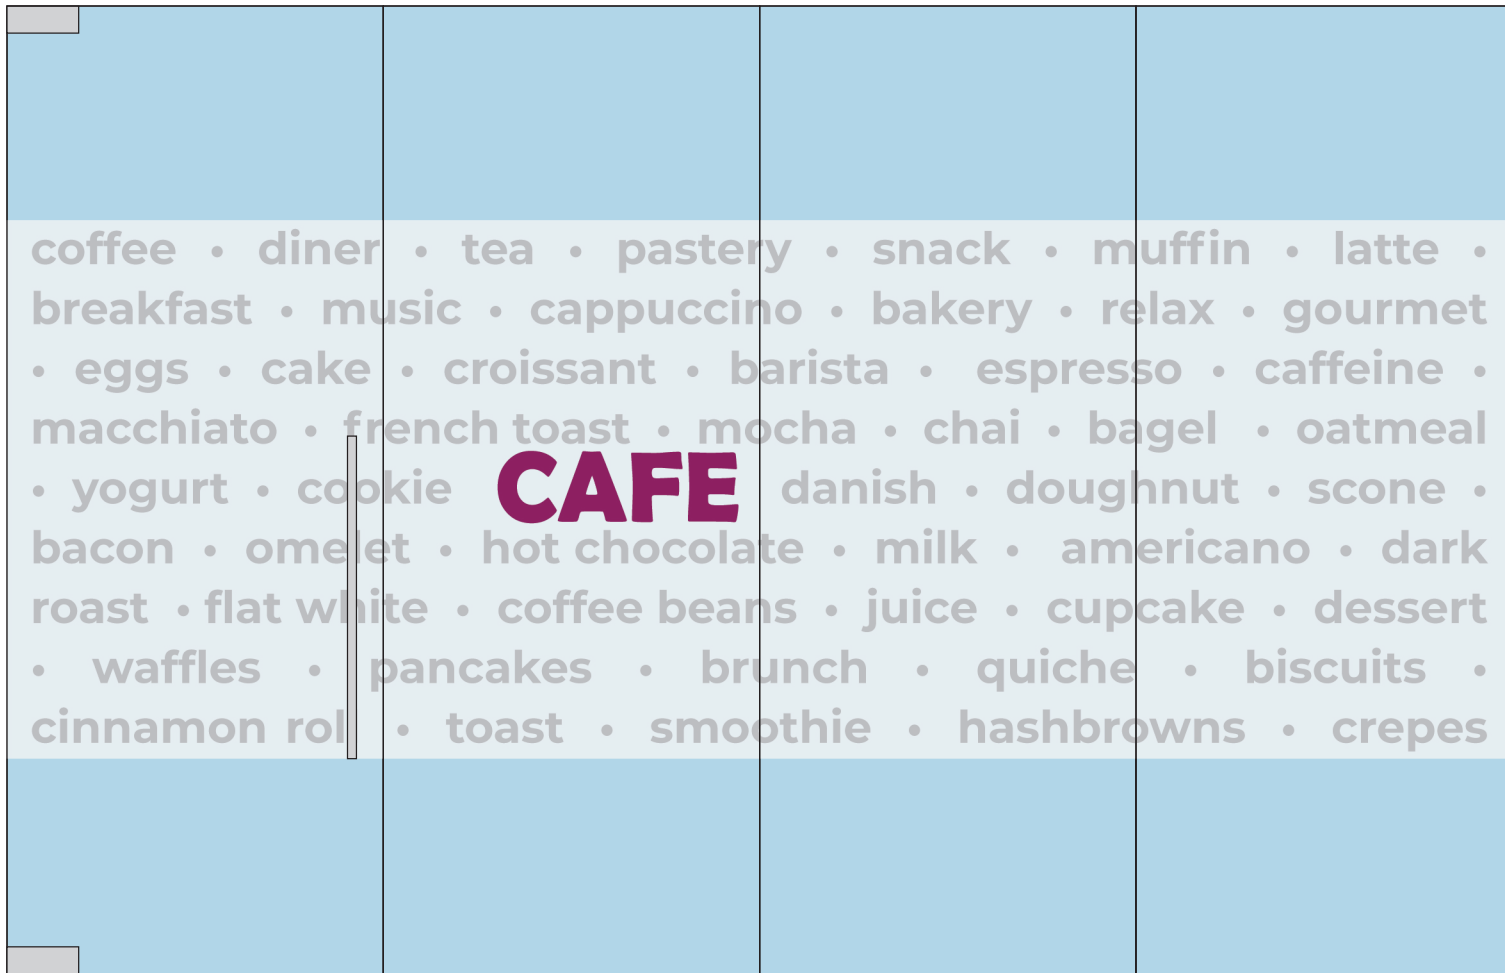 coffee • diner • tea • pastery • snack • muffin • latte •
breakfast • music • cappuccino • bakery • relax • gourmet
• eggs • cake • croissant • barista • espresso • caffeine •
macchiato • french toast • mocha • chai • bagel • oatmeal
• yogurt • cookie CAFE danish • doughnut • scone •
bacon • omelet • hot chocolate • milk • americano • dark
roast • flat white • coffee beans • juice • cupcake • dessert
• waffles • pancakes • brunch • quiche • biscuits •
cinnamon rol • toast • smoothie • hashbrowns • crepes